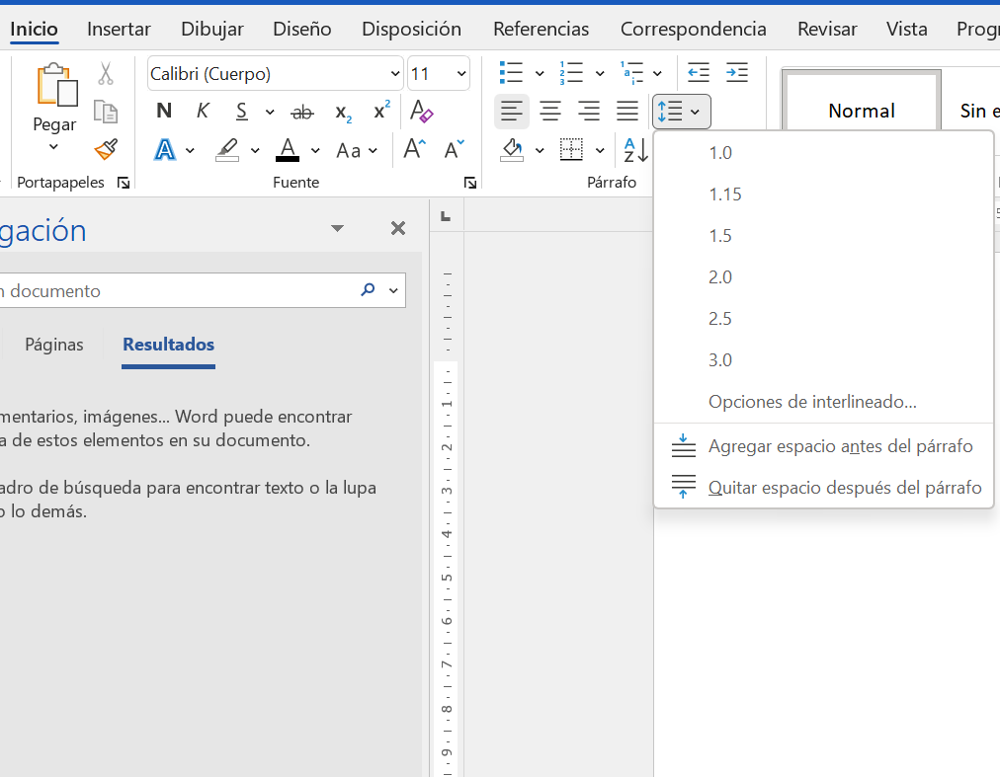 Inicio Insertar Dibujar Diseño Disposición Referencias Correspondencia Revisar Vista Progr
Calibri (Cuerpo) 11
Pegar
N K S ab x2 x2 A
A A Aa A A
A
Z
Portapapeles Fuente Párrafo
Normal Sin e
1.0
1.15
1.5
2.0
2.5
3.0
Opciones de interlineado...
Agregar espacio antes del párrafo
Quitar espacio después del párrafo
gación
n documento
Páginas Resultados
mentarios, imágenes... Word puede encontrar
a de estos elementos en su documento.
adro de búsqueda para encontrar texto o la lupa
o lo demás.
1
2
3
4
5
6
7
8
9